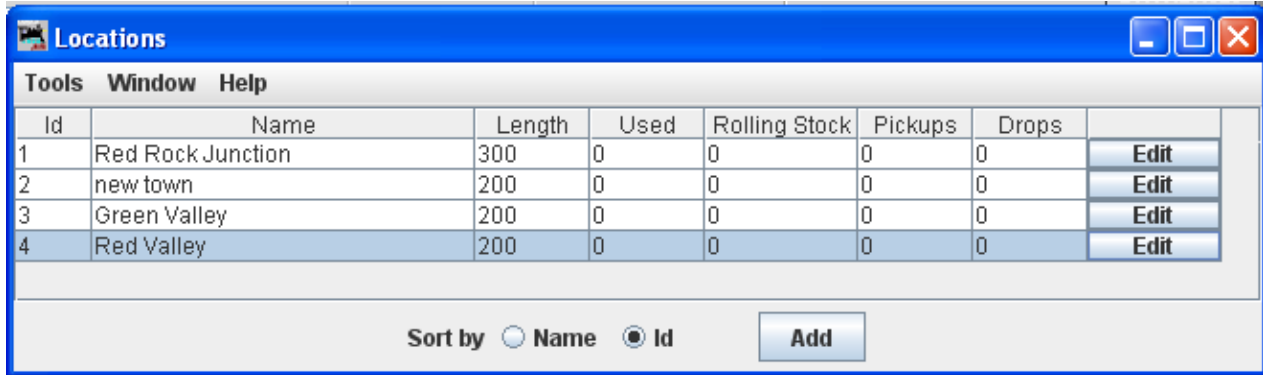 Locations
Tools Window Help
Id Name Length Used Rolling Stock Pickups Drops
1 Red Rock Junction 300 0 0 0 0 Edit
2 new town 200 0 0 0 0 Edit
3 Green Valley 200 0 0 0 0 Edit
4 Red Valley 200 0 0 0 0 Edit
Sort by Name Id Add